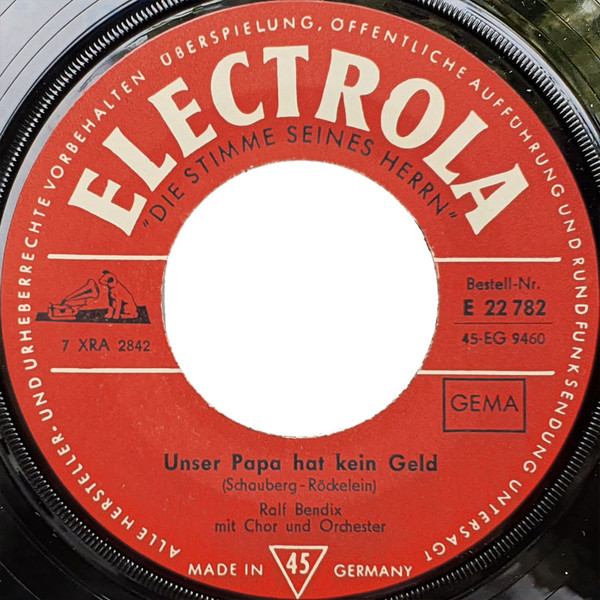 ALLE HERSTELLER- UND URHEBERRECHTE VORBEHALTEN ÜBERSPIELUNG, ÖFFENTLICHE AUFFÜHRUNG UND RUNDFUNKSENDUNG UNTERSAGT
ELECTROLA
"DIE STIMME SEINES HERRN"
7 XRA 2842
Bestell-Nr.
E 22 782
45-EG 9460
GEMA
Unser Papa hat kein Geld
(Schauberg - Röckelein)
Ralf Bendix
mit Chor und Orchester
MADE IN 45 GERMANY